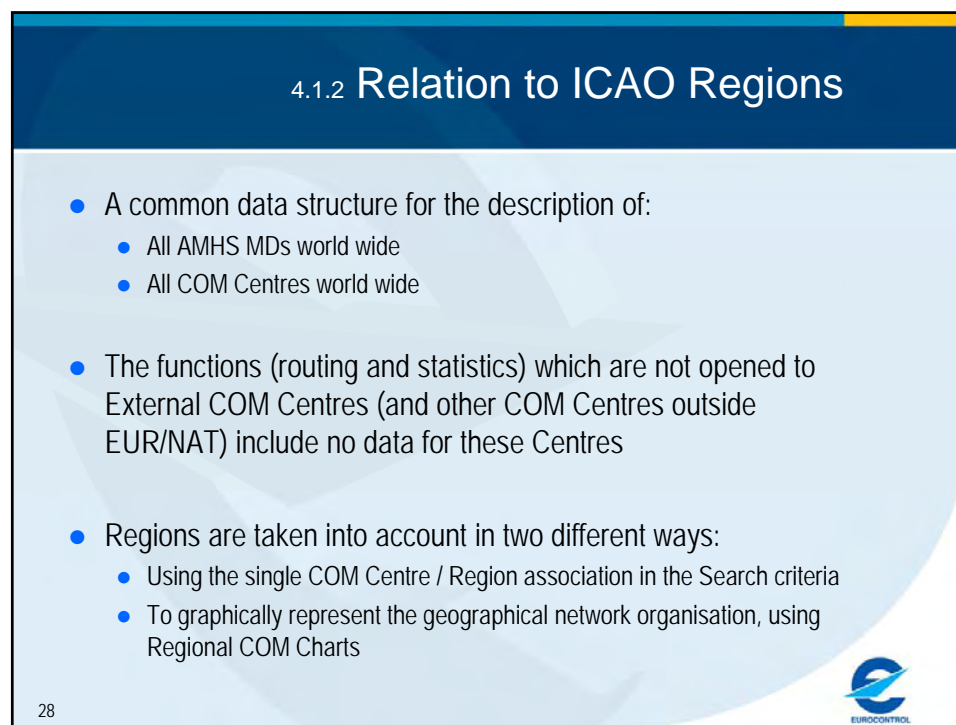 4.1.2 Relation to ICAO Regions
● A common data structure for the description of:
● All AMHS MDs world wide
● All COM Centres world wide
● The functions (routing and statistics) which are not opened to
External COM Centres (and other COM Centres outside
EUR/NAT) include no data for these Centres
● Regions are taken into account in two different ways:
● Using the single COM Centre / Region association in the Search criteria
● To graphically represent the geographical network organisation, using
Regional COM Charts
28
EUROCONTROL